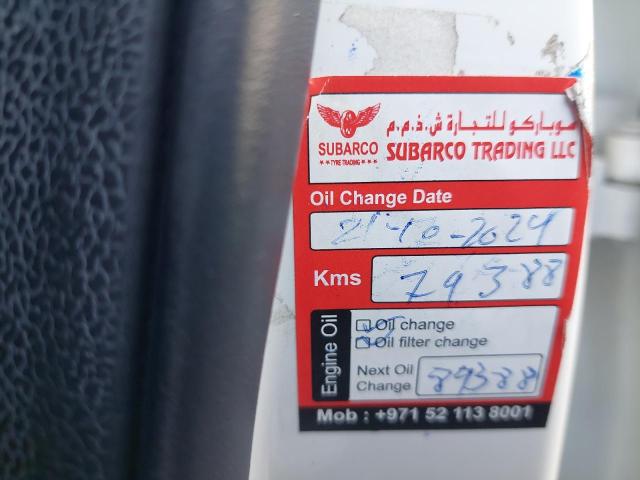 سوباركو للتجارة ش.ذ.م.م
SUBARCO
TYRE TRADING
SUBARCO TRADING LLC
Oil Change Date
21-10-2024
Kms
79388
Engine Oil
Oil change
Oil filter change
Next Oil Change
89388
Mob : +971 52 113 8001